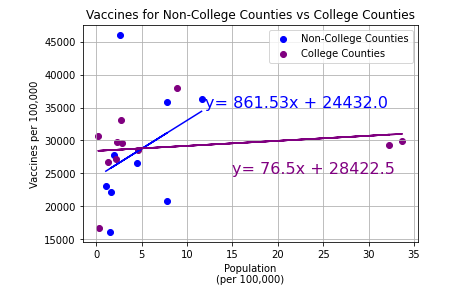 Vaccines for Non-College Counties vs College Counties
Non-College Counties
College Counties
y= 861.53x + 24432.0
y= 76.5x + 28422.5
Vaccines per 100,000
45000
40000
35000
30000
25000
20000
15000
0
5
10
15
20
25
30
35
Population
(per 100,000)